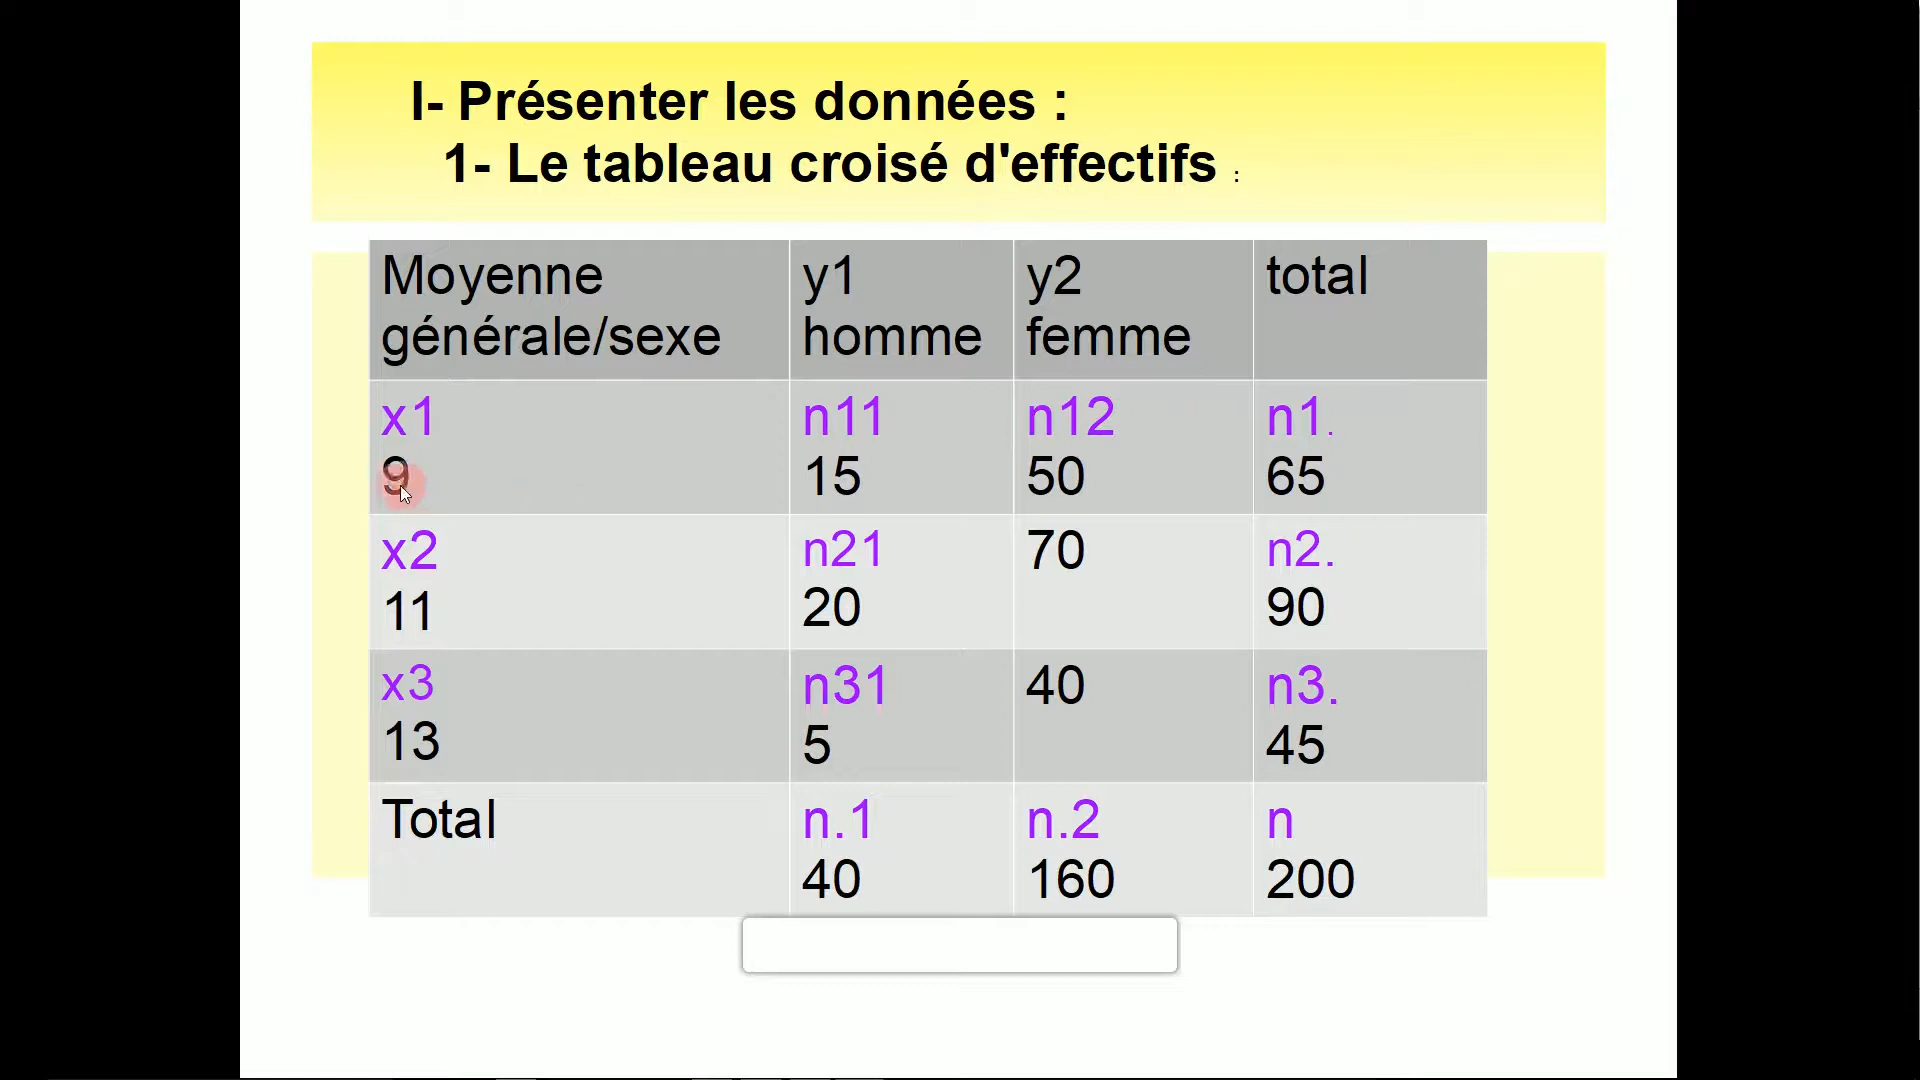 I- Présenter les données :
1- Le tableau croisé d'effectifs :
Moyenne générale/sexe
y1 homme
y2 femme
total
x1
9
n11
15
n12
50
n1.
65
x2
11
n21
20
70
n2.
90
x3
13
n31
5
40
n3.
45
Total
n.1
40
n.2
160
n
200